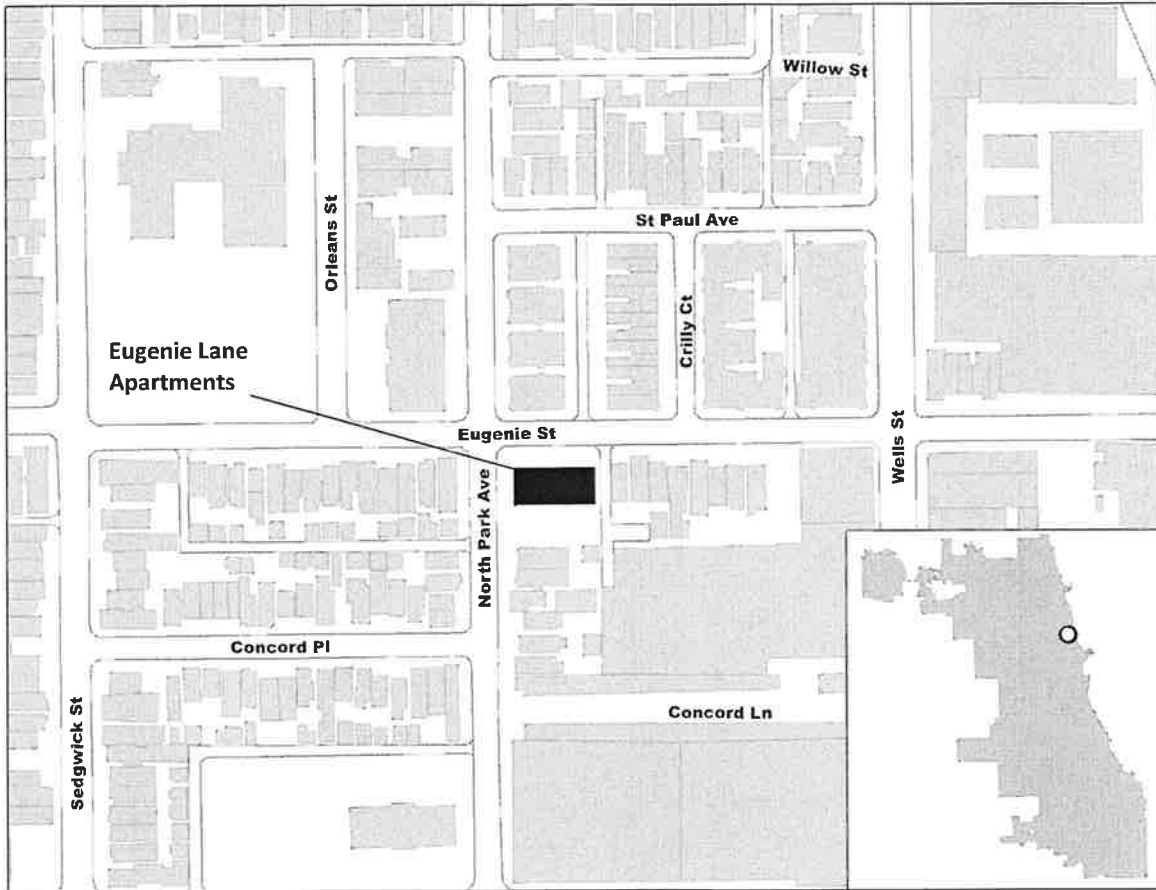 Willow St
St Paul Ave
Orleans St
Crilly Ct
Eugenie Lane
Apartments
Eugenie St
Wells St
North Park Ave
Concord Pl
Concord Ln
Sedgwick St